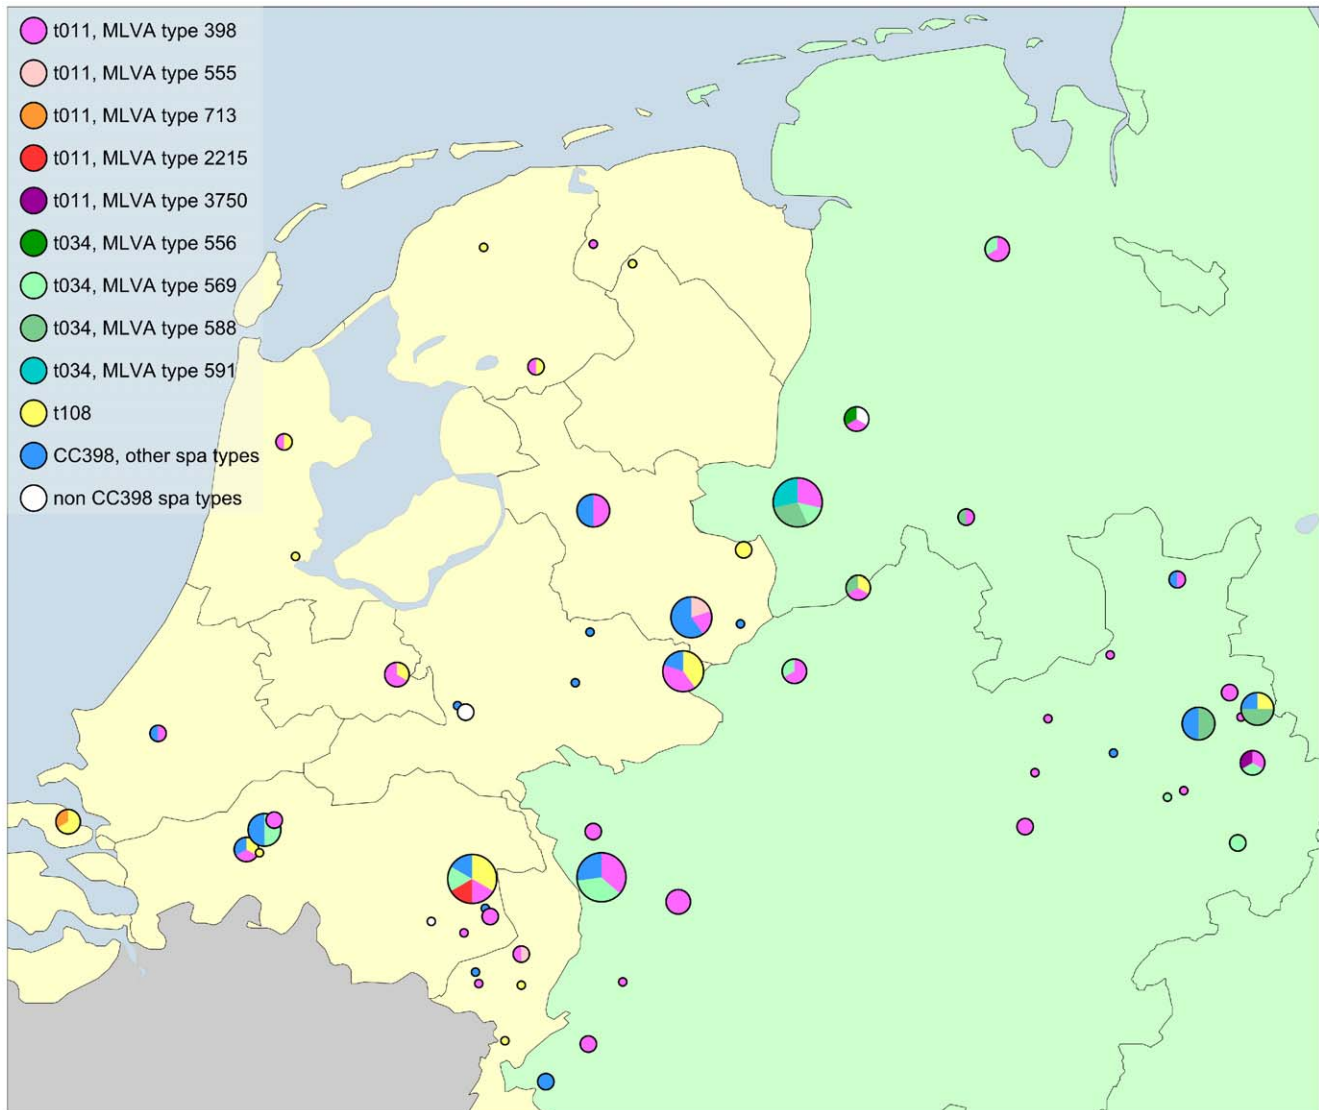 t011, MLVA type 398
t011, MLVA type 555
t011, MLVA type 713
t011, MLVA type 2215
t011, MLVA type 3750
t034, MLVA type 556
t034, MLVA type 569
t034, MLVA type 588
t034, MLVA type 591
t108
CC398, other spa types
non CC398 spa types